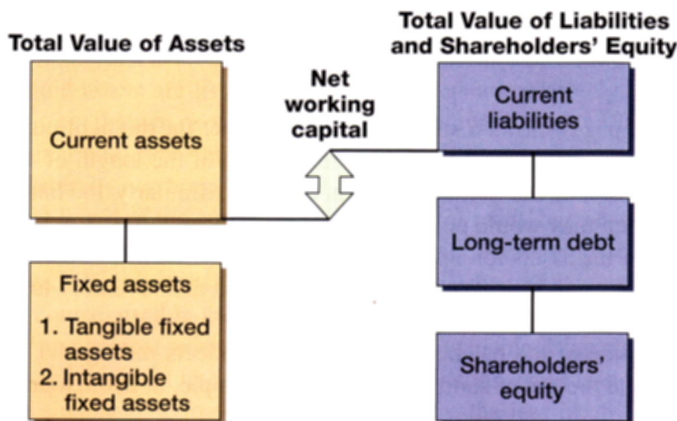 Total Value of Assets
Current assets
Fixed assets
1. Tangible fixed
assets
2. Intangible
fixed assets
Net
working
capital
Total Value of Liabilities
and Shareholders' Equity
Current
liabilities
Long-term debt
Shareholders'
equity